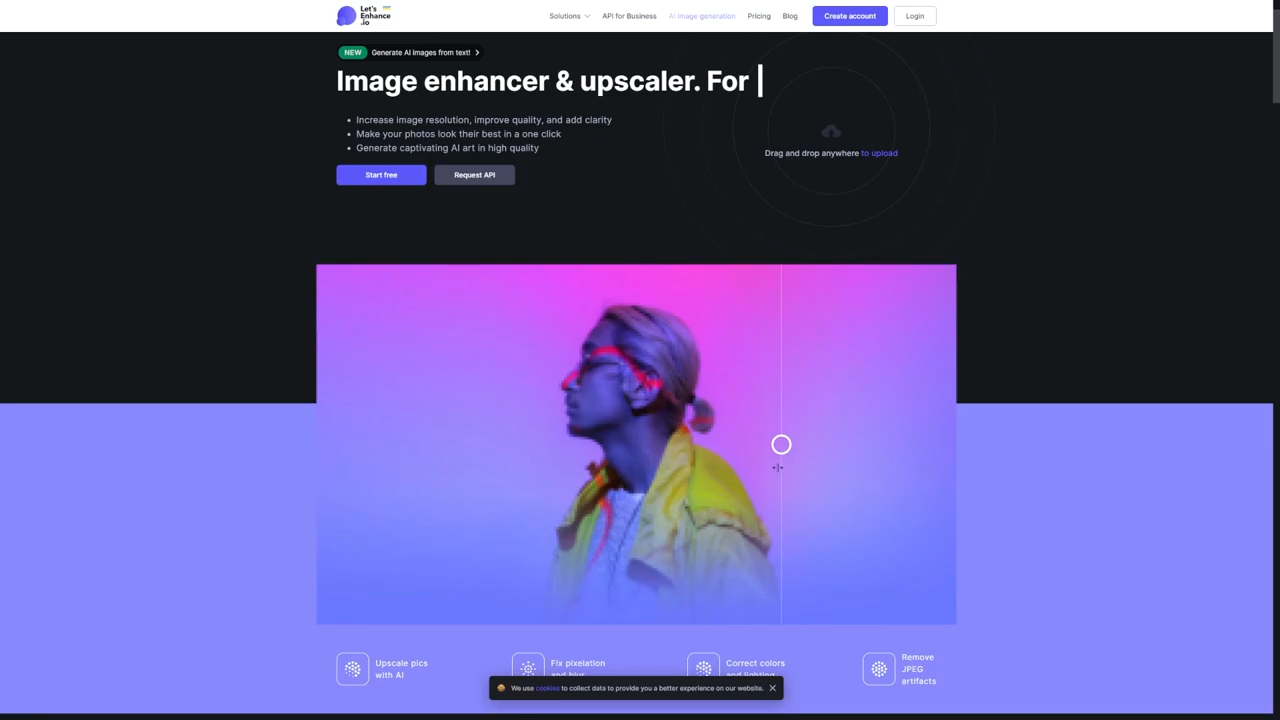 Let's
Enhance
.io
Solutions
API for Business
AI image generation
Pricing
Blog
Create account
Login
NEW
Generate AI images from text!
Image enhancer & upscaler. For
Increase image resolution, improve quality, and add clarity
Make your photos look their best in a one click
Generate captivating AI art in high quality
Start free
Request API
Drag and drop anywhere to upload
Upscale pics
with AI
Fix pixelation
and blur
Correct colors
and lighting
Remove
JPEG
artifacts
We use cookies to collect data to provide you a better experience on our website.